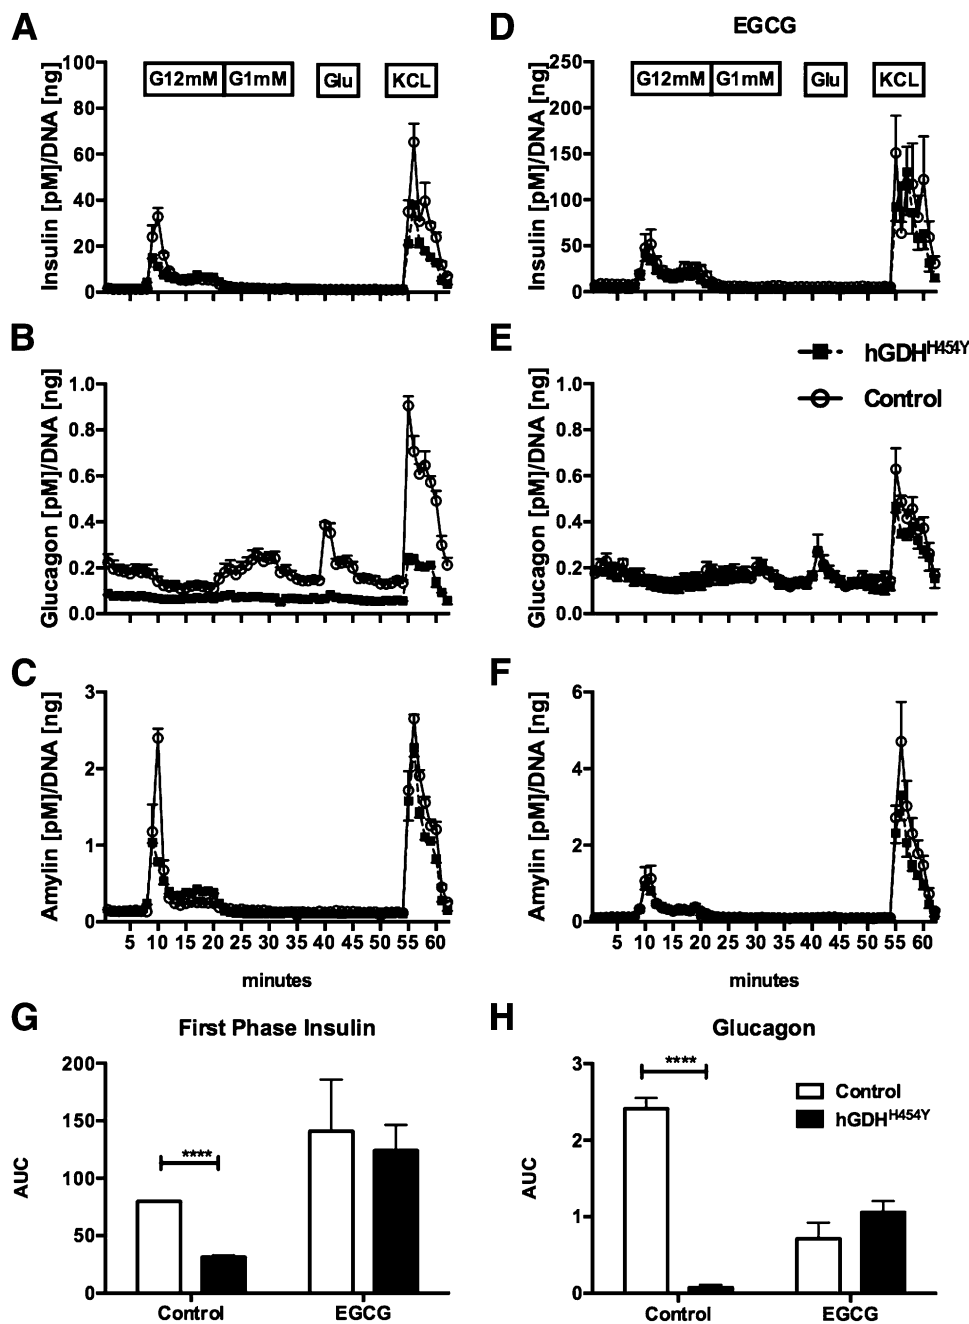 A
Insulin [pM]/DNA [ng]
100
80
60
40
20
0
G12mM G1mM Glu KCL
D
EGCG
Insulin [pM]/DNA [ng]
250
200
150
100
50
0
G12mM G1mM Glu KCL
B
Glucagon [pM]/DNA [ng]
1.0
0.8
0.6
0.4
0.2
0.0
E
Glucagon [pM]/DNA [ng]
1.0
0.8
0.6
0.4
0.2
0.0
hGDHH454Y
Control
C
Amylin [pM]/DNA [ng]
3
2
1
0
5 10 15 20 25 30 35 40 45 50 55 60
minutes
F
Amylin [pM]/DNA [ng]
6
4
2
0
5 10 15 20 25 30 35 40 45 50 55 60
minutes
G
First Phase Insulin
AUC
200
150
100
50
0
****
Control EGCG
H
Glucagon
AUC
3
2
1
0
****
Control
hGDHH454Y
Control EGCG